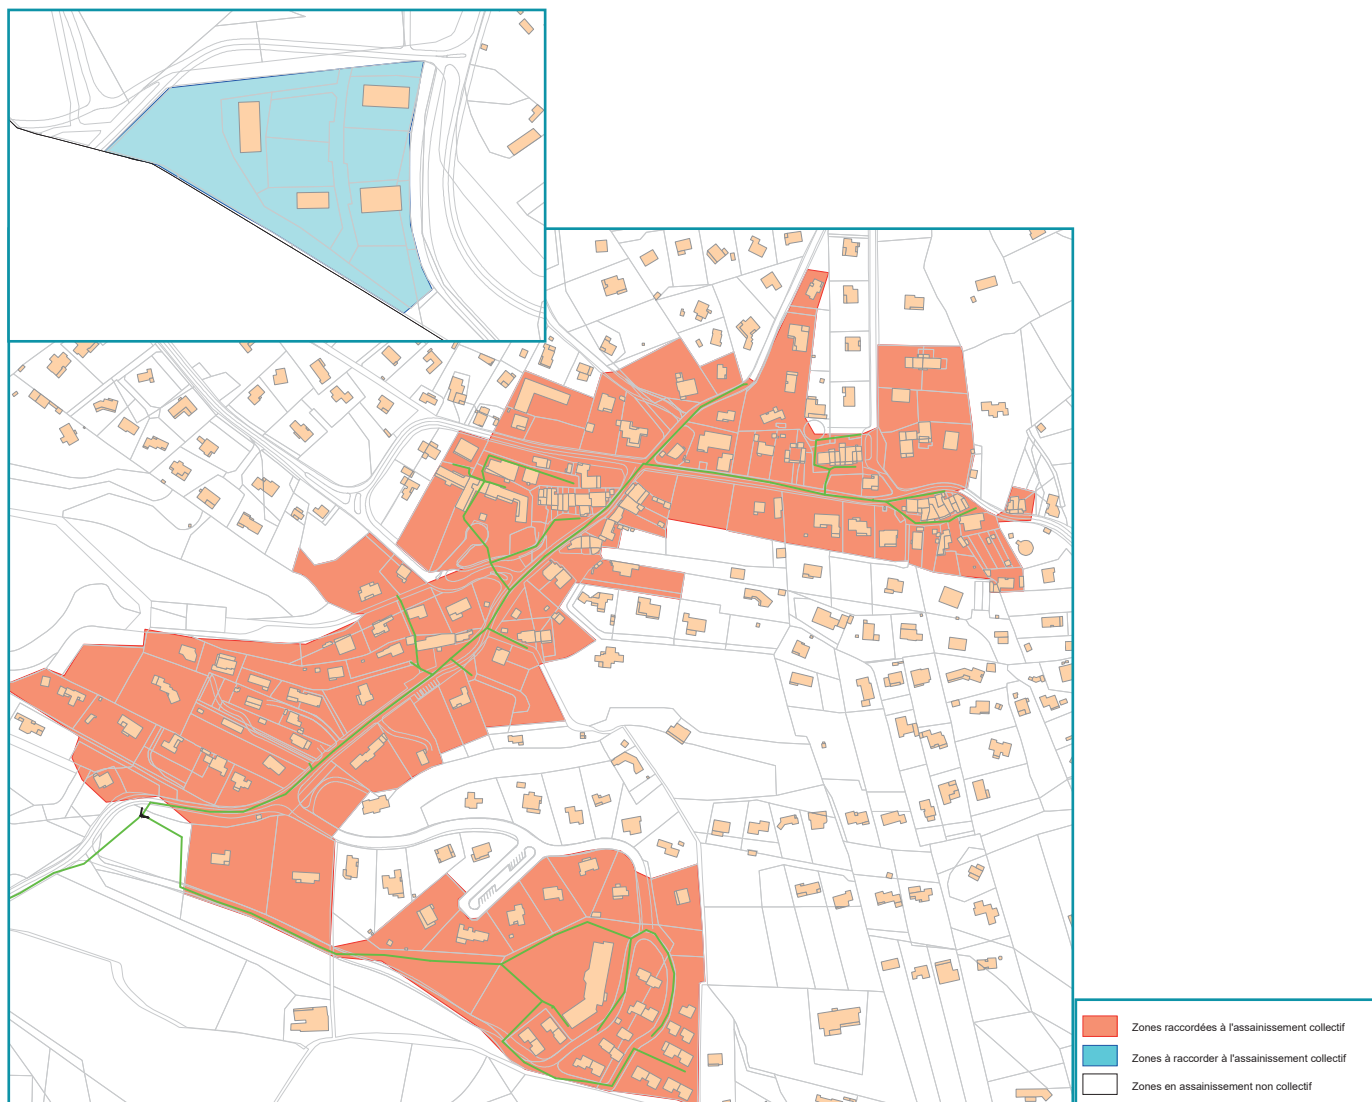 Zones raccordées à l'assainissement collectif
Zones à raccorder à l'assainissement collectif
Zones en assainissement non collectif